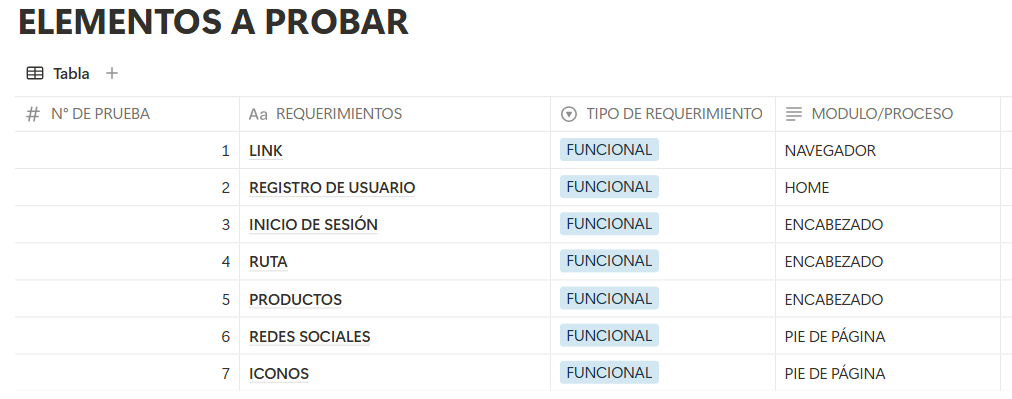 ELEMENTOS A PROBAR
Tabla +
# Nº DE PRUEBA Aa REQUERIMIENTOS TIPO DE REQUERIMIENTO MODULO/PROCESO
1 LINK FUNCIONAL NAVEGADOR
2 REGISTRO DE USUARIO FUNCIONAL HOME
3 INICIO DE SESIÓN FUNCIONAL ENCABEZADO
4 RUTA FUNCIONAL ENCABEZADO
5 PRODUCTOS FUNCIONAL ENCABEZADO
6 REDES SOCIALES FUNCIONAL PIE DE PÁGINA
7 ICONOS FUNCIONAL PIE DE PÁGINA